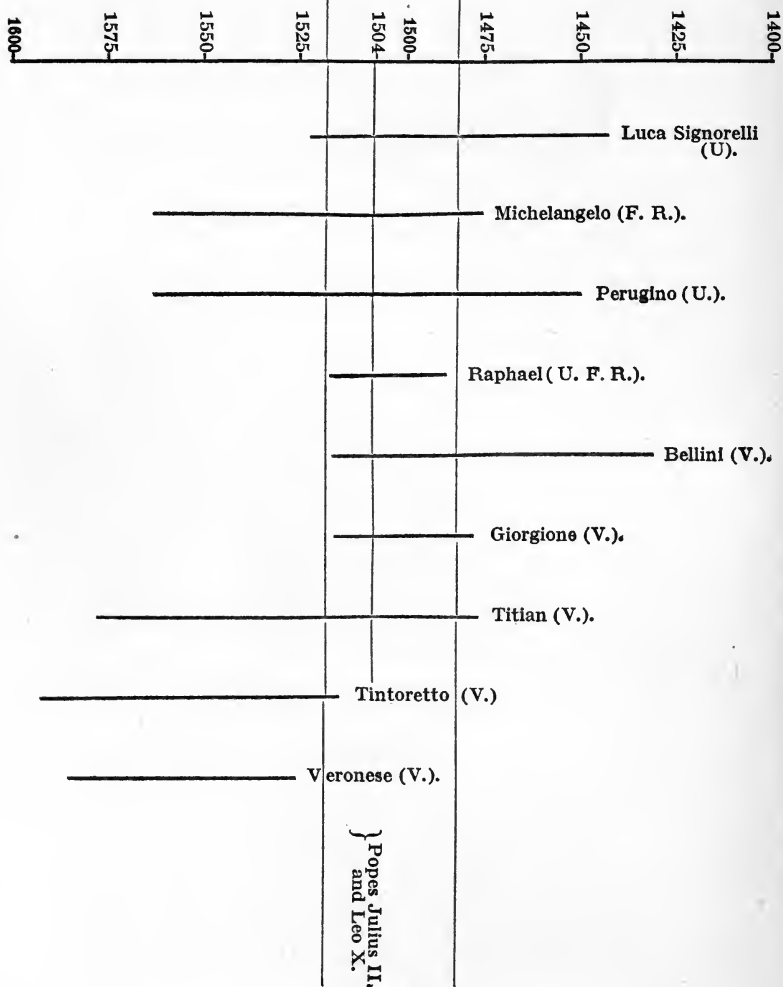 1600-
1575-
1550-
1525-
1504-
1500-
1475-
1450-
1425-
1400-
Luca Signorelli
(U).
Michelangelo (F. R.).
Perugino (U.).
Raphael (U. F. R.).
Bellini (V.).
Giorgione (V.).
Titian (V.).
Tintoretto (V.)
Veronese (V.).
} Popes Julius II,
and Leo X.